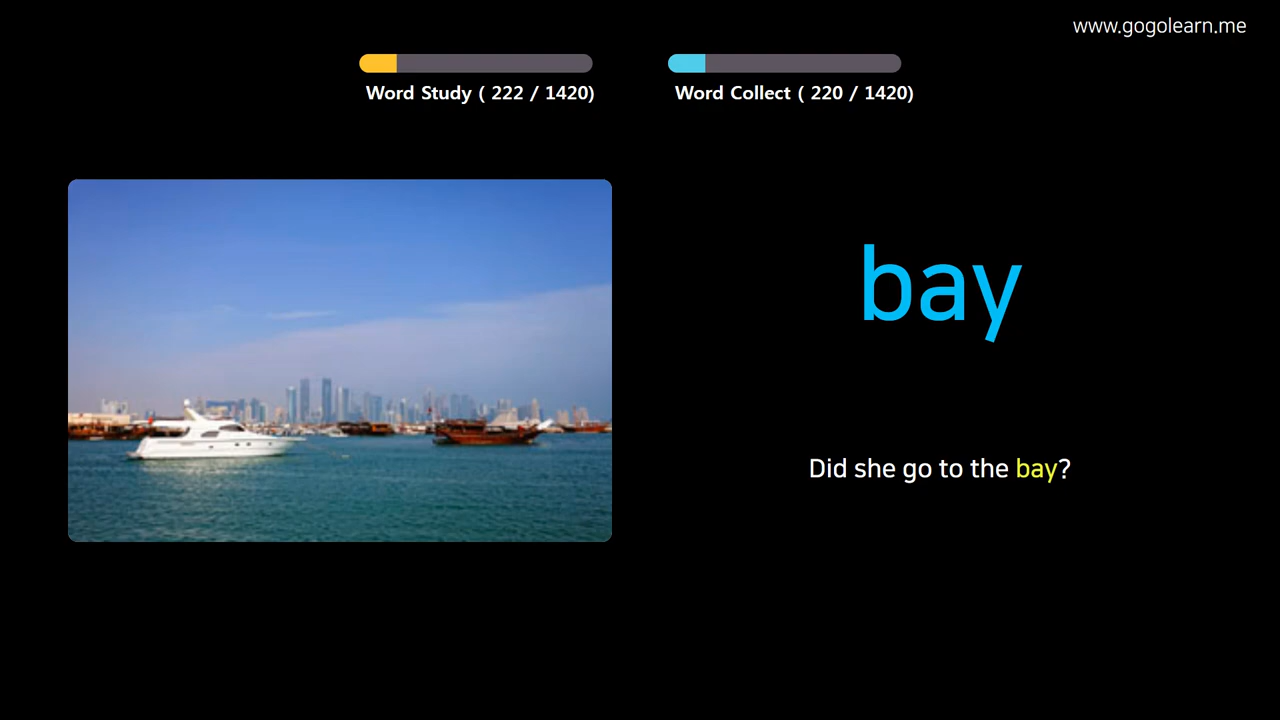 www.gogolearn.me
Word Study ( 222 / 1420)
Word Collect ( 220 / 1420)
bay
Did she go to the bay?